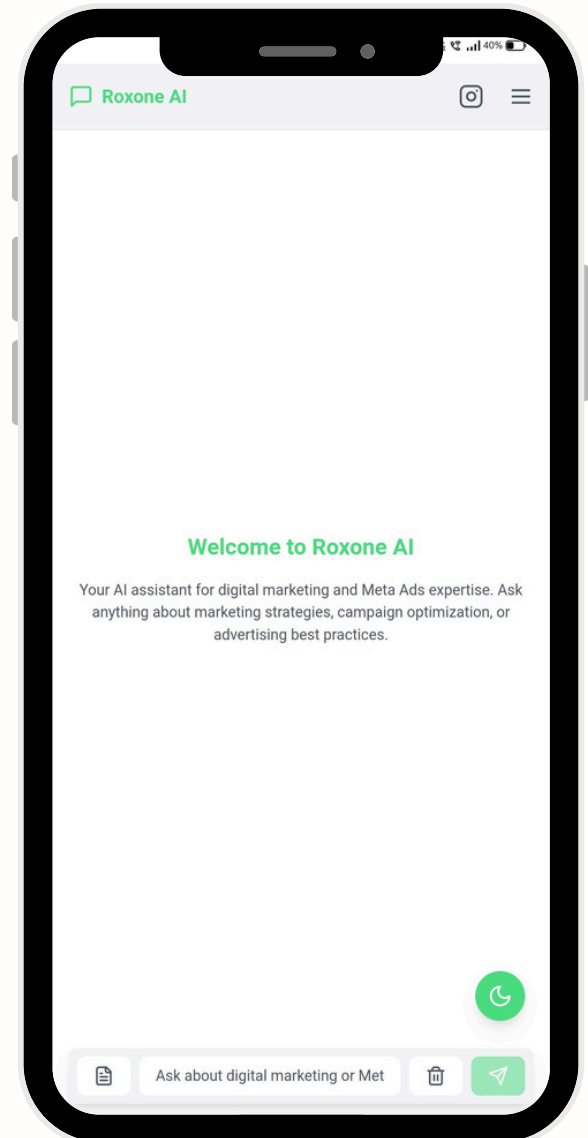 40%
Roxone AI
Welcome to Roxone AI
Your AI assistant for digital marketing and Meta Ads expertise. Ask
anything about marketing strategies, campaign optimization, or
advertising best practices.
Ask about digital marketing or Met